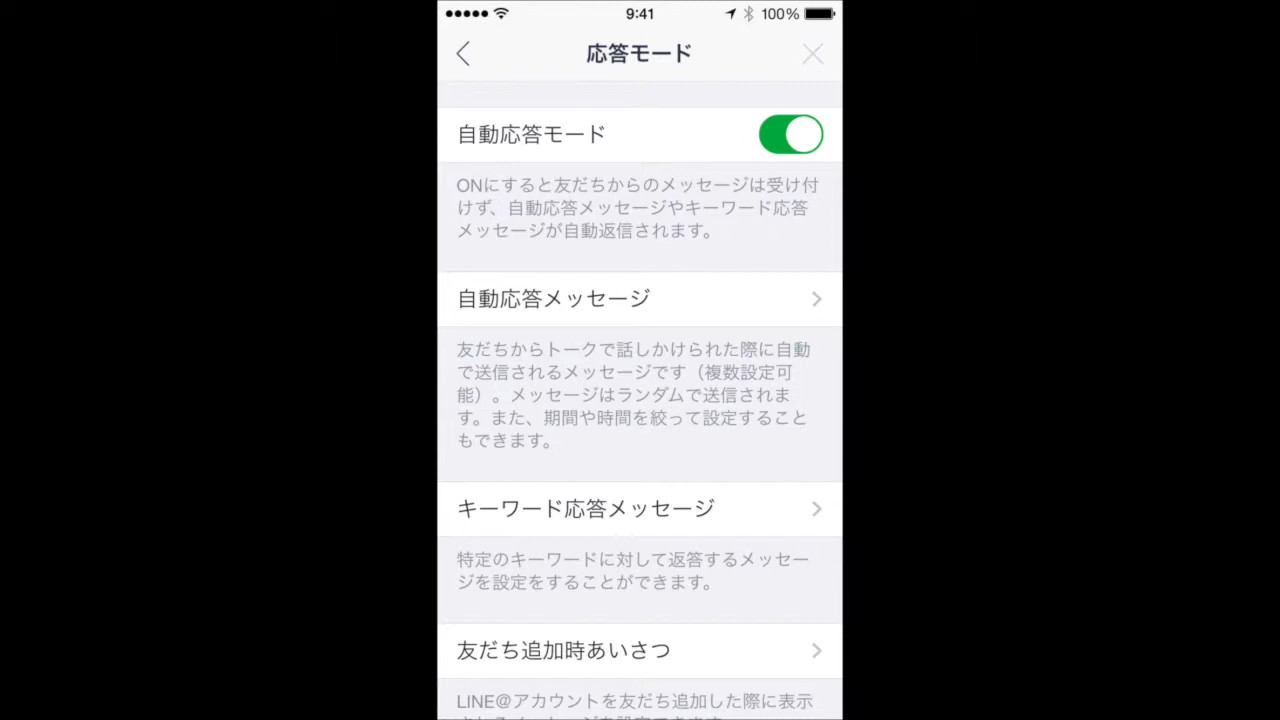 9:41
100%
応答モード
自動応答モード
ONにすると友だちからのメッセージは受け付
けず、自動応答メッセージやキーワード応答
メッセージが自動返信されます。
自動応答メッセージ
友だちからトークで話しかけられた際に自動
で送信されるメッセージです（複数設定可
能）。メッセージはランダムで送信されま
す。また、期間や時間を絞って設定すること
もできます。
キーワード応答メッセージ
特定のキーワードに対して返答するメッセー
ジを設定をすることができます。
友だち追加時あいさつ
LINE@アカウントを友だち追加した際に表示